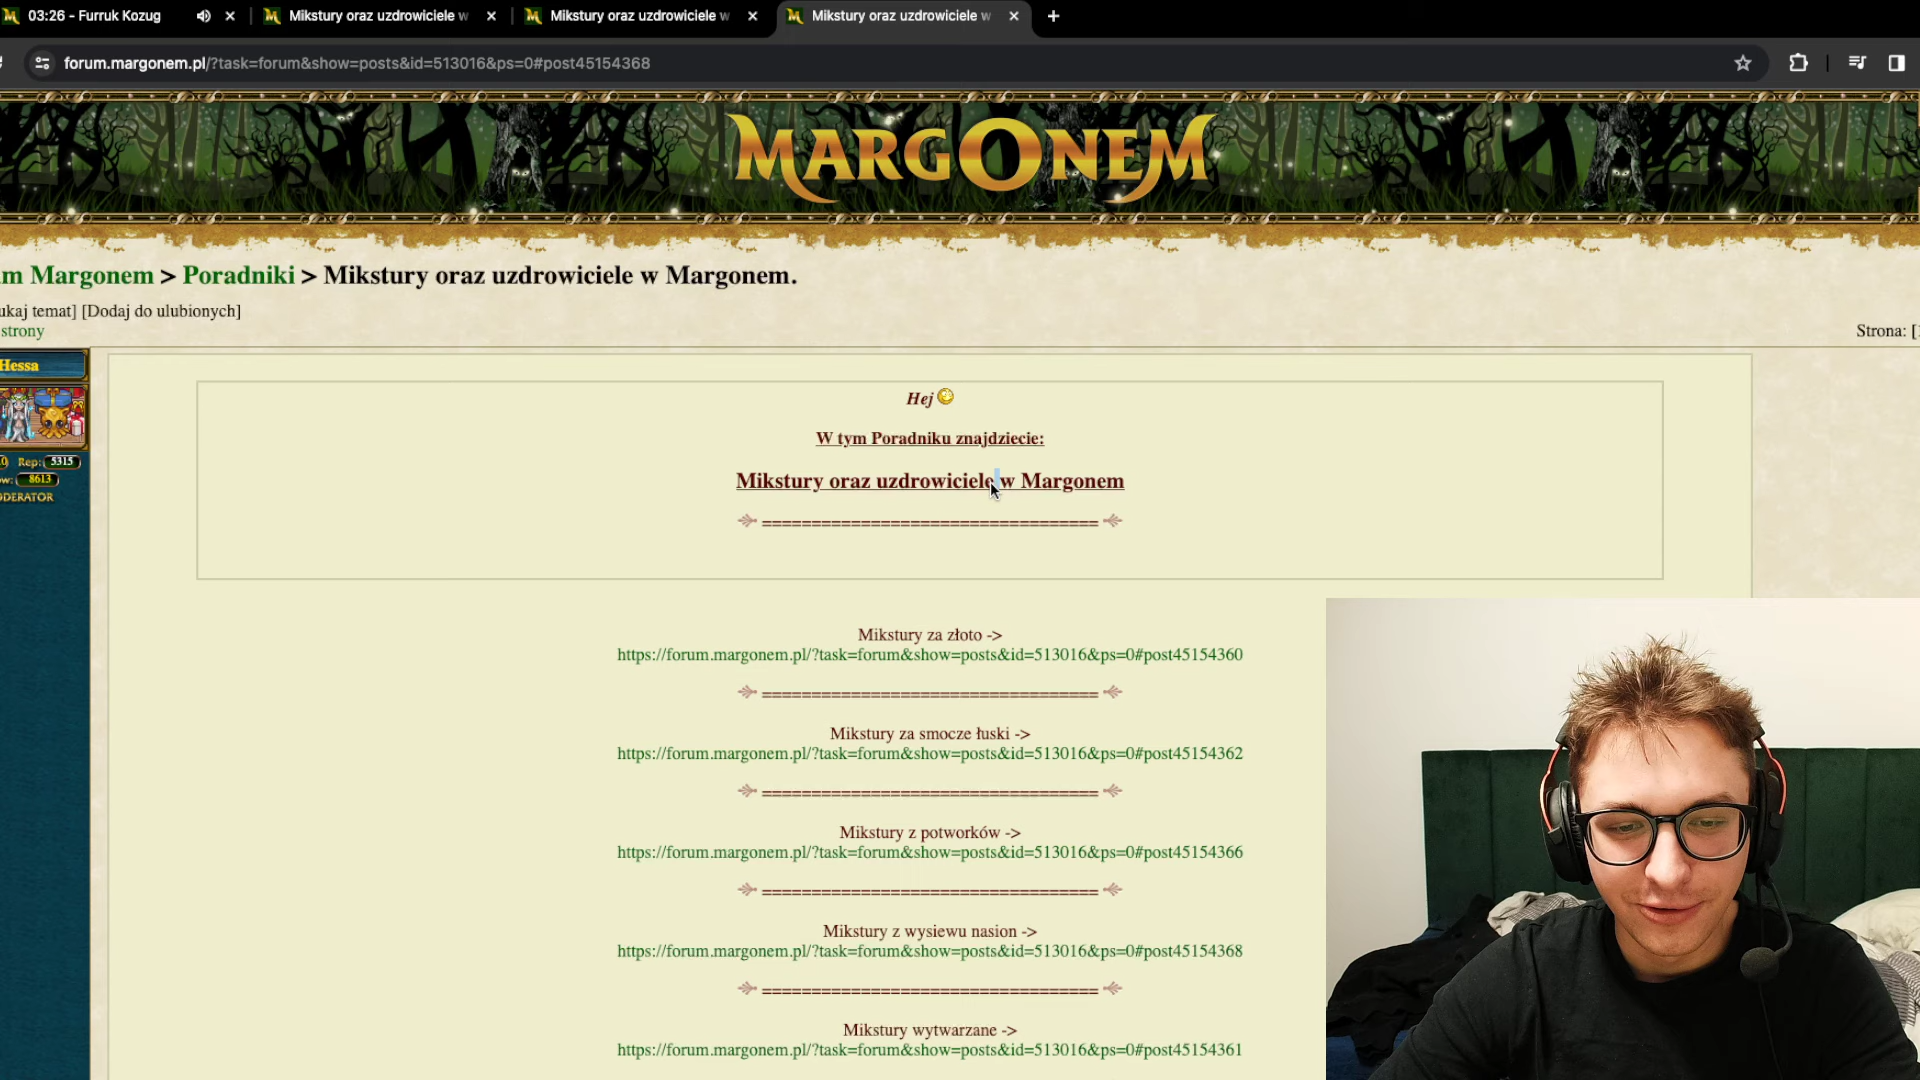 03:26 - Furruk Kozug
Mikstury oraz uzdrowiciele w
Mikstury oraz uzdrowiciele w
Mikstury oraz uzdrowiciele w
forum.margonem.pl/?task=forum&show=posts&id=513016&ps=0#post45154368
MARGONEM
m Margonem > Poradniki > Mikstury oraz uzdrowiciele w Margonem.
ukaj temat] [Dodaj do ulubionych]
strony
Strona: [
Hessa
Rep: 5315
w: 8613
DERATOR
Hej
W tym Poradniku znajdziecie:
Mikstury oraz uzdrowiciele w Margonem
==================================
Mikstury za złoto ->
https://forum.margonem.pl/?task=forum&show=posts&id=513016&ps=0#post45154360
==================================
Mikstury za smocze łuski ->
https://forum.margonem.pl/?task=forum&show=posts&id=513016&ps=0#post45154362
==================================
Mikstury z potworków ->
https://forum.margonem.pl/?task=forum&show=posts&id=513016&ps=0#post45154366
==================================
Mikstury z wysiewu nasion ->
https://forum.margonem.pl/?task=forum&show=posts&id=513016&ps=0#post45154368
==================================
Mikstury wytwarzane ->
https://forum.margonem.pl/?task=forum&show=posts&id=513016&ps=0#post45154361